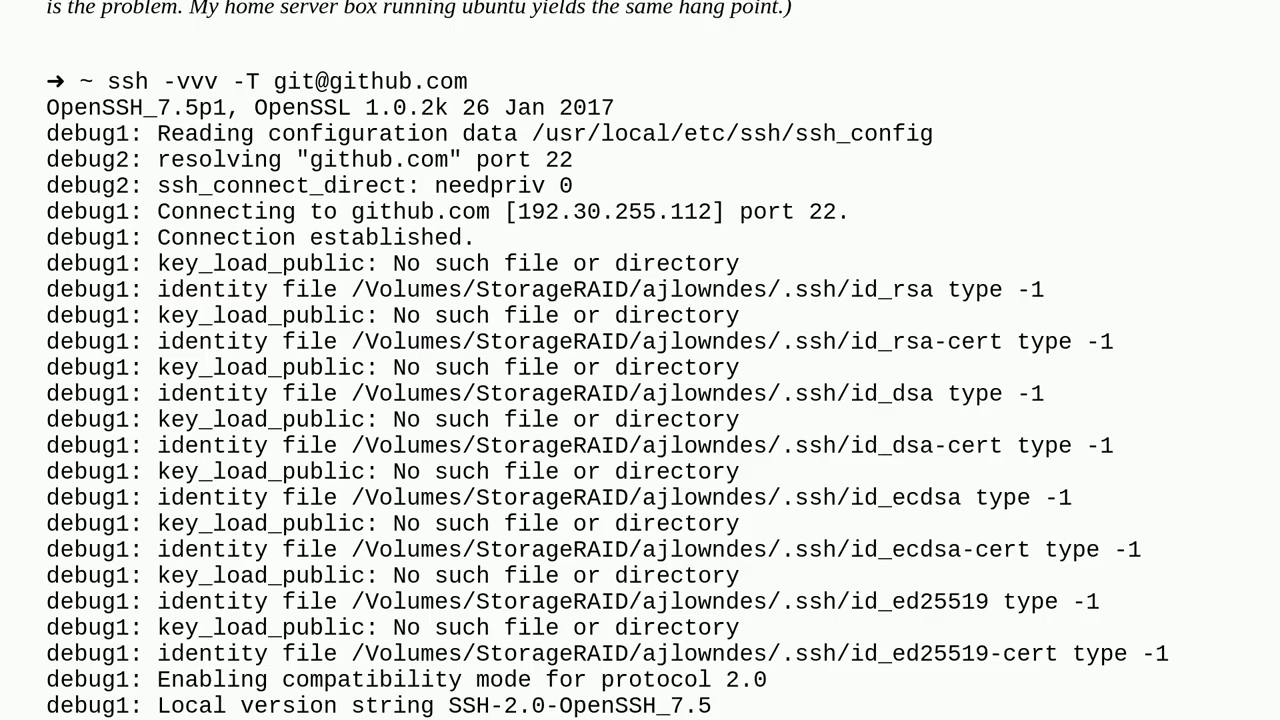 is the problem. My home server box running ubuntu yields the same hang point.)
➜ ~ ssh -vvv -T git@github.com
OpenSSH_7.5p1, OpenSSL 1.0.2k 26 Jan 2017
debug1: Reading configuration data /usr/local/etc/ssh/ssh_config
debug2: resolving "github.com" port 22
debug2: ssh_connect_direct: needpriv 0
debug1: Connecting to github.com [192.30.255.112] port 22.
debug1: Connection established.
debug1: key_load_public: No such file or directory
debug1: identity file /Volumes/StorageRAID/ajlowndes/.ssh/id_rsa type -1
debug1: key_load_public: No such file or directory
debug1: identity file /Volumes/StorageRAID/ajlowndes/.ssh/id_rsa-cert type -1
debug1: key_load_public: No such file or directory
debug1: identity file /Volumes/StorageRAID/ajlowndes/.ssh/id_dsa type -1
debug1: key_load_public: No such file or directory
debug1: identity file /Volumes/StorageRAID/ajlowndes/.ssh/id_dsa-cert type -1
debug1: key_load_public: No such file or directory
debug1: identity file /Volumes/StorageRAID/ajlowndes/.ssh/id_ecdsa type -1
debug1: key_load_public: No such file or directory
debug1: identity file /Volumes/StorageRAID/ajlowndes/.ssh/id_ecdsa-cert type -1
debug1: key_load_public: No such file or directory
debug1: identity file /Volumes/StorageRAID/ajlowndes/.ssh/id_ed25519 type -1
debug1: key_load_public: No such file or directory
debug1: identity file /Volumes/StorageRAID/ajlowndes/.ssh/id_ed25519-cert type -1
debug1: Enabling compatibility mode for protocol 2.0
debug1: Local version string SSH-2.0-OpenSSH_7.5